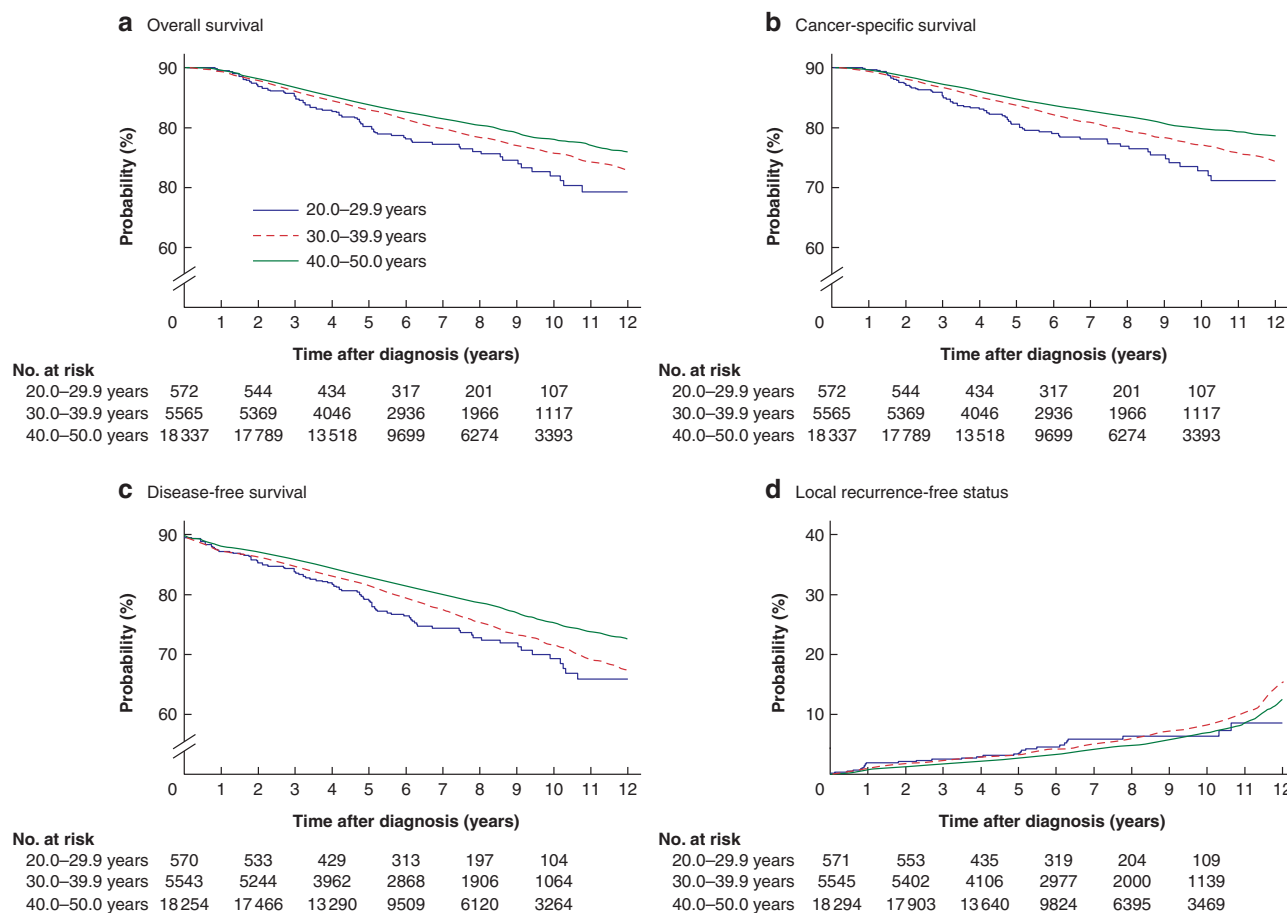 a Overall survival
90
80
80
60
Probability (%)
20.0–29.9 years
30.0–39.9 years
40.0–50.0 years
0 1 2 3 4 5 6 7 8 9 10 11 12
Time after diagnosis (years)
No. at risk
20.0–29.9 years 572 544 434 317 201 107
30.0–39.9 years 5565 5369 4046 2936 1966 1117
40.0–50.0 years 18 337 17 789 13 518 9699 6274 3393
b Cancer-specific survival
90
80
70
60
Probability (%)
0 1 2 3 4 5 6 7 8 9 10 11 12
Time after diagnosis (years)
No. at risk
20.0–29.9 years 572 544 434 317 201 107
30.0–39.9 years 5565 5369 4046 2936 1966 1117
40.0–50.0 years 18 337 17 789 13 518 9699 6274 3393
c Disease-free survival
90
80
70
60
Probability (%)
0 1 2 3 4 5 6 7 8 9 10 11 12
Time after diagnosis (years)
No. at risk
20.0–29.9 years 570 533 429 313 197 104
30.0–39.9 years 5543 5244 3962 2868 1906 1064
40.0–50.0 years 18 254 17 466 13 290 9509 6120 3264
d Local recurrence-free status
40
30
20
10
Probability (%)
0 1 2 3 4 5 6 7 8 9 10 11 12
Time after diagnosis (years)
No. at risk
20.0–29.9 years 571 553 435 319 204 109
30.0–39.9 years 5545 5402 4106 2977 2000 1139
40.0–50.0 years 18 294 17 903 13 640 9824 6395 3469